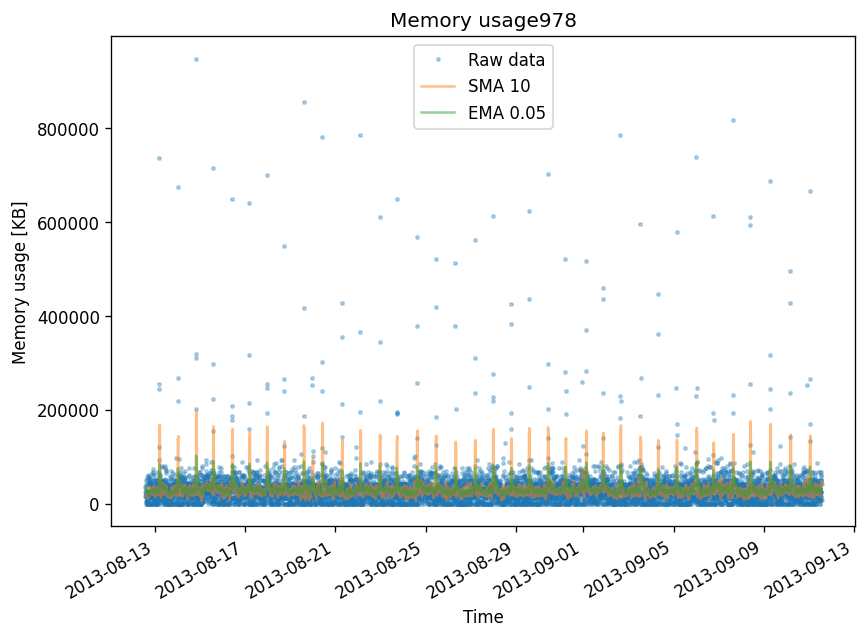 Memory usage978
Raw data
SMA 10
EMA 0.05
Memory usage [KB]
800000
600000
400000
200000
0
2013-08-13
2013-08-17
2013-08-21
2013-08-25
2013-08-29
2013-09-01
2013-09-05
2013-09-09
2013-09-13
Time